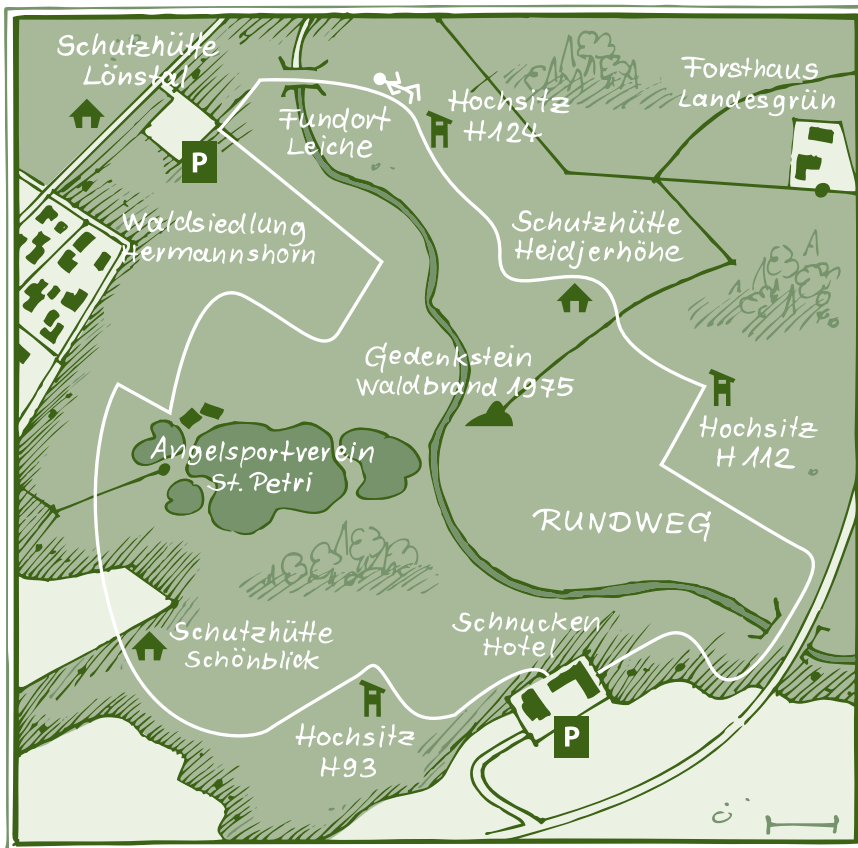 Schutzhütte
Lönstal
Forsthaus
Landesgrün
Hochsitz
H124
Fundort
Leiche
P
Waldsiedlung
Hermannshorn
Schutzhütte
Heidjerhöhe
Gedenkstein
Waldbrand 1975
Hochsitz
H 112
Angelsportverein
St. Petri
RUNDWEG
Schutzhütte
Schönblick
Schnucken
Hotel
Hochsitz
H93
P